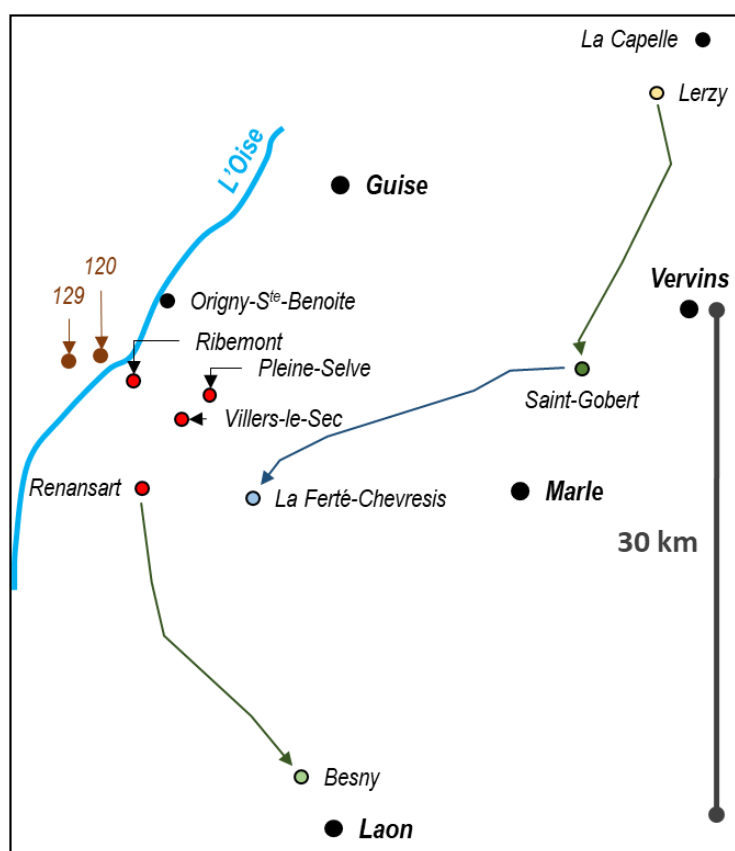 La Capelle
Lerzy
L'Oise
Guise
120
129
Vervins
Origny-Sᵗᵉ-Benoite
Ribemont
Pleine-Selve
Saint-Gobert
Villers-le-Sec
Renansart
La Ferté-Chevresis
Marle
30 km
Besny
Laon